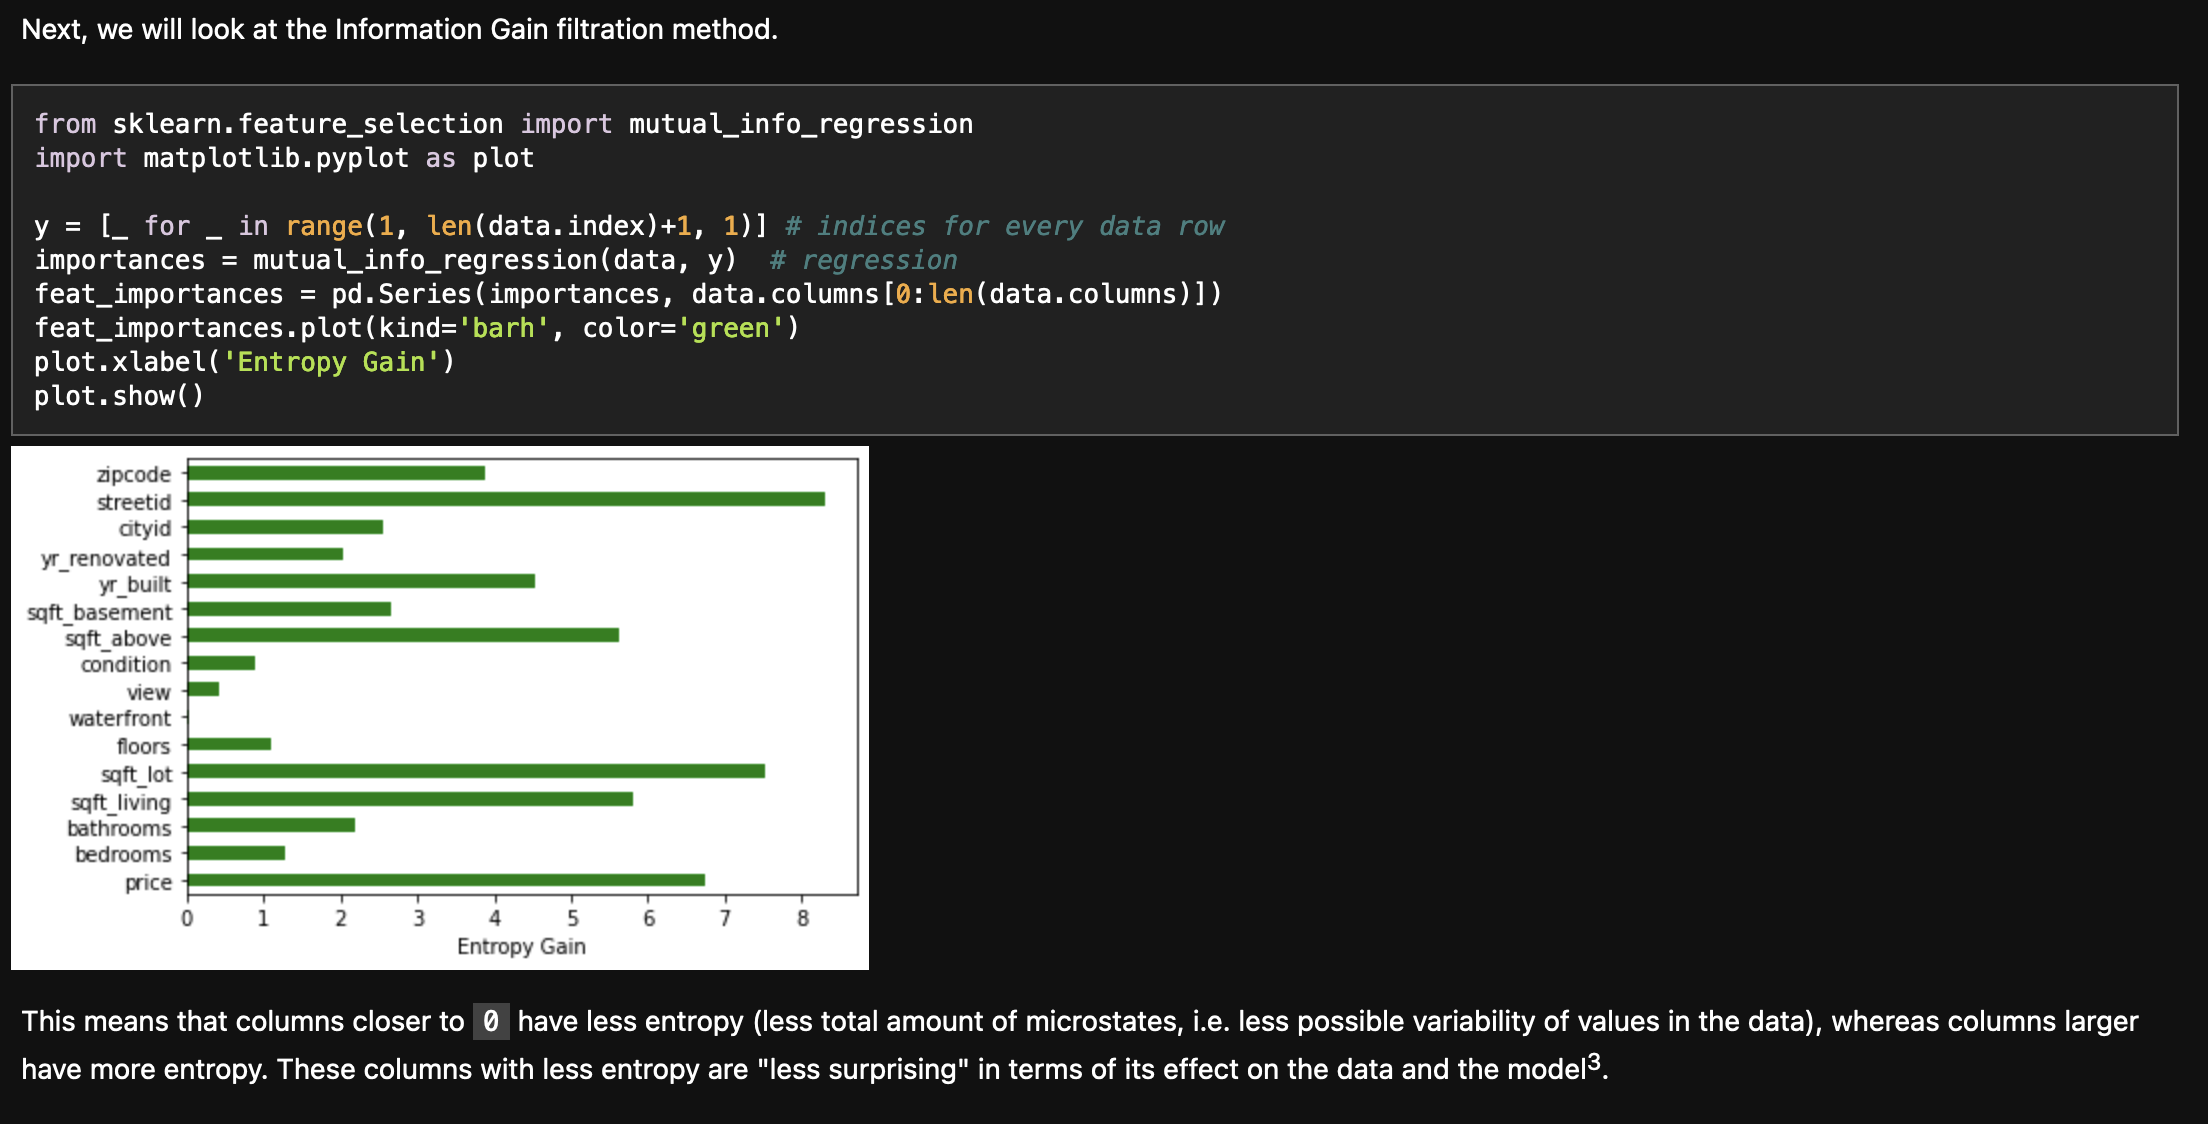 Next, we will look at the Information Gain filtration method.
from sklearn.feature_selection import mutual_info_regression
import matplotlib.pyplot as plot
y = [_ for _ in range(1, len(data.index)+1, 1)] # indices for every data row
importances = mutual_info_regression(data, y)  # regression
feat_importances = pd.Series(importances, data.columns[0:len(data.columns)])
feat_importances.plot(kind='barh', color='green')
plot.xlabel('Entropy Gain')
plot.show()
zipcode
streetid
cityid
yr_renovated
yr_built
sqft_basement
sqft_above
condition
view
waterfront
floors
sqft_lot
sqft_living
bathrooms
bedrooms
price
0 1 2 3 4 5 6 7 8
Entropy Gain
This means that columns closer to 0 have less entropy (less total amount of microstates, i.e. less possible variability of values in the data), whereas columns larger
have more entropy. These columns with less entropy are "less surprising" in terms of its effect on the data and the model3.